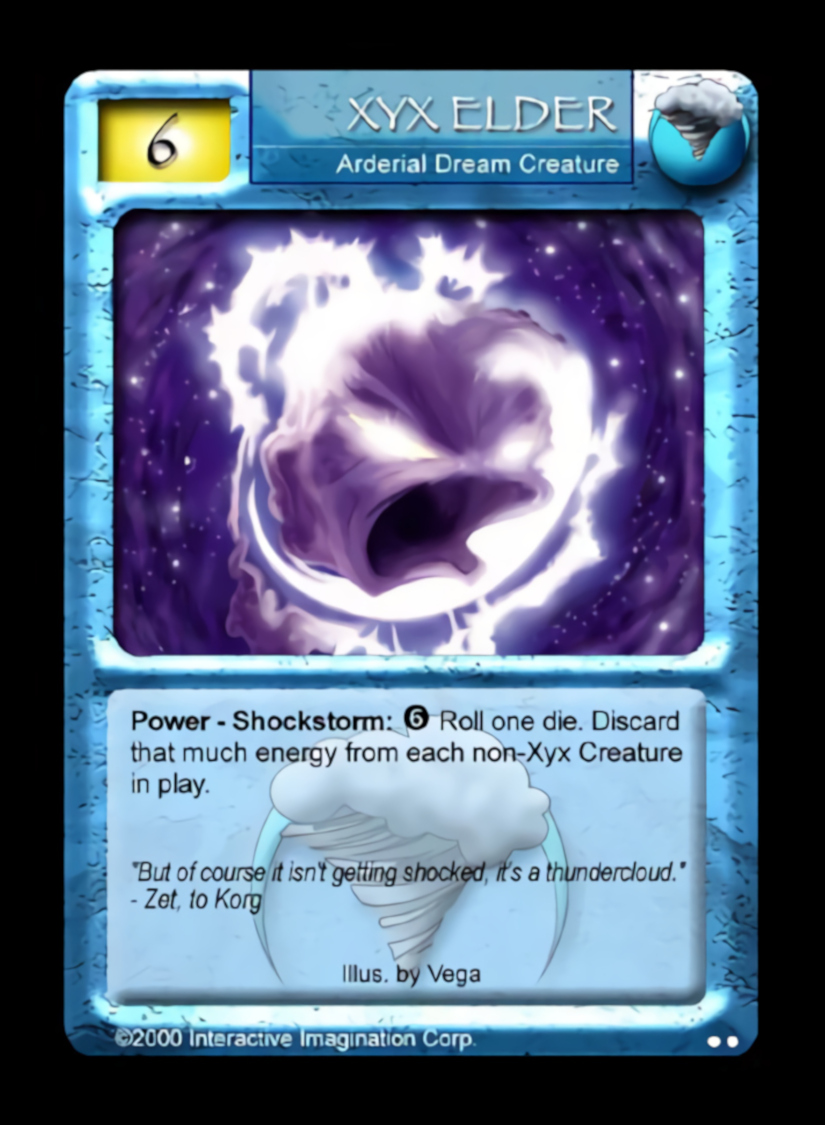 6
XYX ELDER
Arderial Dream Creature
Power - Shockstorm: ❻ Roll one die. Discard
that much energy from each non-Xyx Creature
in play.
"But of course it isn't getting shocked, it's a thundercloud."
- Zet, to Korg
Illus. by Vega
©2000 Interactive Imagination Corp.